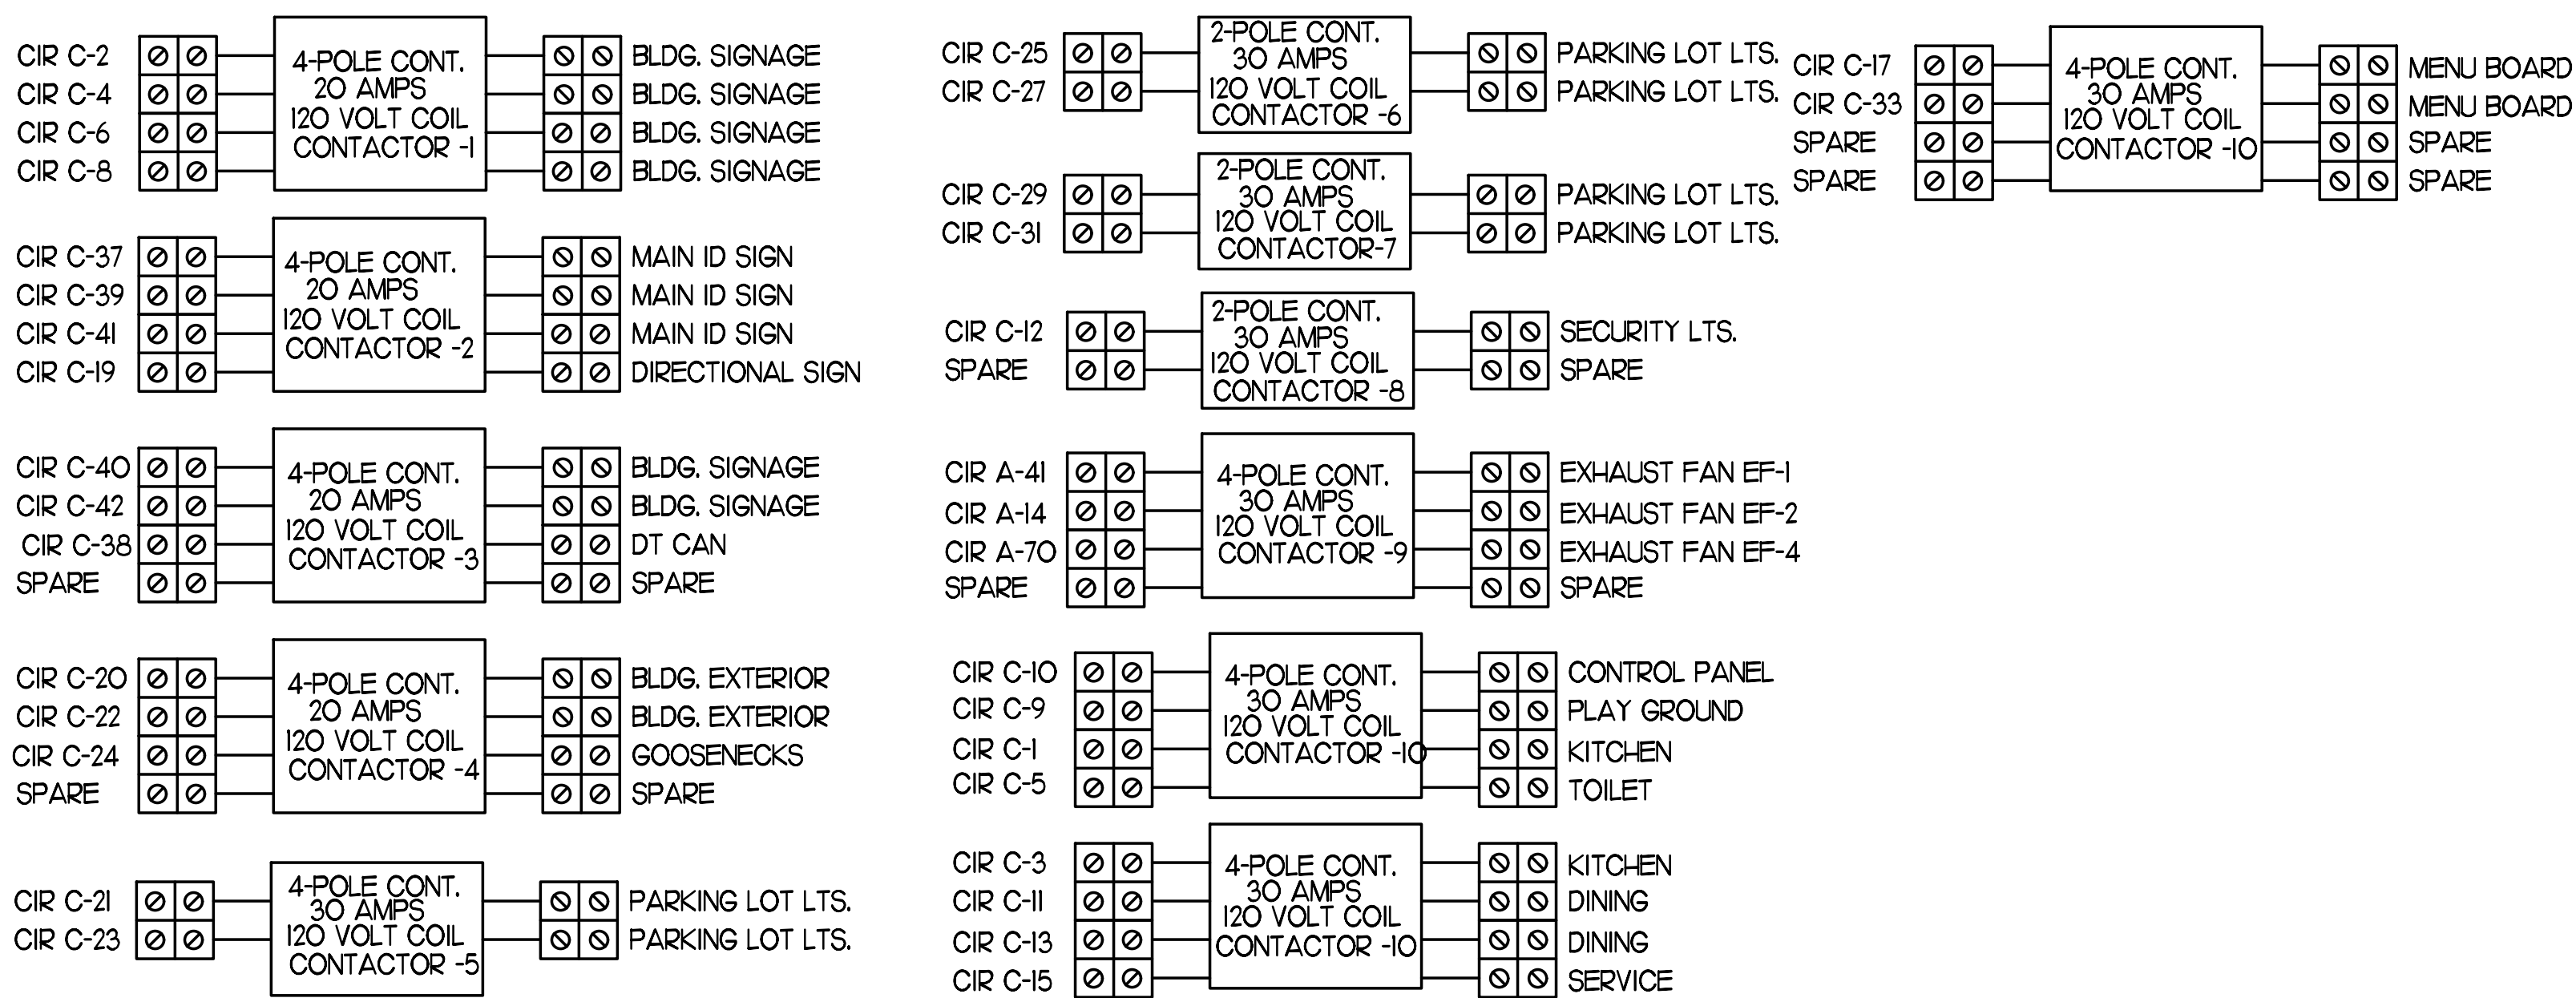 CIR C-2
CIR C-4
CIR C-6
CIR C-8
4-POLE CONT.
20 AMPS
120 VOLT COIL
CONTACTOR -1
BLDG. SIGNAGE
BLDG. SIGNAGE
BLDG. SIGNAGE
BLDG. SIGNAGE
CIR C-37
CIR C-39
CIR C-41
CIR C-19
4-POLE CONT.
20 AMPS
120 VOLT COIL
CONTACTOR -2
MAIN ID SIGN
MAIN ID SIGN
MAIN ID SIGN
DIRECTIONAL SIGN
CIR C-40
CIR C-42
CIR C-38
SPARE
4-POLE CONT.
20 AMPS
120 VOLT COIL
CONTACTOR -3
BLDG. SIGNAGE
BLDG. SIGNAGE
DT CAN
SPARE
CIR C-20
CIR C-22
CIR C-24
SPARE
4-POLE CONT.
20 AMPS
120 VOLT COIL
CONTACTOR -4
BLDG. EXTERIOR
BLDG. EXTERIOR
GOOSENECKS
SPARE
CIR C-21
CIR C-23
4-POLE CONT.
30 AMPS
120 VOLT COIL
CONTACTOR -5
PARKING LOT LTS.
PARKING LOT LTS.
CIR C-25
CIR C-27
2-POLE CONT.
30 AMPS
120 VOLT COIL
CONTACTOR -6
PARKING LOT LTS.
PARKING LOT LTS.
CIR C-29
CIR C-31
2-POLE CONT.
30 AMPS
120 VOLT COIL
CONTACTOR-7
PARKING LOT LTS.
PARKING LOT LTS.
CIR C-12
SPARE
2-POLE CONT.
30 AMPS
120 VOLT COIL
CONTACTOR -8
SECURITY LTS.
SPARE
CIR A-41
CIR A-14
CIR A-70
SPARE
4-POLE CONT.
30 AMPS
120 VOLT COIL
CONTACTOR -9
EXHAUST FAN EF-1
EXHAUST FAN EF-2
EXHAUST FAN EF-4
SPARE
CIR C-10
CIR C-9
CIR C-1
CIR C-5
4-POLE CONT.
30 AMPS
120 VOLT COIL
CONTACTOR -10
CONTROL PANEL
PLAY GROUND
KITCHEN
TOILET
CIR C-3
CIR C-11
CIR C-13
CIR C-15
4-POLE CONT.
30 AMPS
120 VOLT COIL
CONTACTOR -10
KITCHEN
DINING
DINING
SERVICE
CIR C-17
CIR C-33
SPARE
SPARE
4-POLE CONT.
30 AMPS
120 VOLT COIL
CONTACTOR -10
MENU BOARD
MENU BOARD
SPARE
SPARE